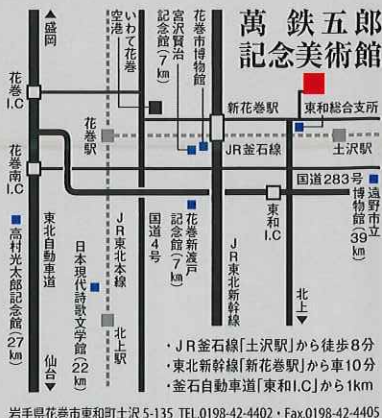 萬 鉄五郎
記念美術館
▲盛岡
いわて花巻
空港
宮沢賢治
記念館(7㎞)
花巻市博物館
花巻I.C
花巻駅
新花巻駅
東和総合支所
JR釜石線
土沢駅
花巻南I.C
国道283号
東和I.C
遠野市立
博物館(39㎞)
高村光太郎記念館(27㎞)
東北自動車道
日本現代詩歌文学館(22㎞)
JR東北本線
国道4号
花巻新渡戸
記念館(7㎞)
JR東北新幹線
北上駅
北上▼
仙台▼
・JR釜石線「土沢駅」から徒歩8分
・東北新幹線「新花巻駅」から車10分
・釜石自動車道「東和I.C」から1km
岩手県花巻市東和町土沢5-135 TEL.0198-42-4402・Fax.0198-42-4405